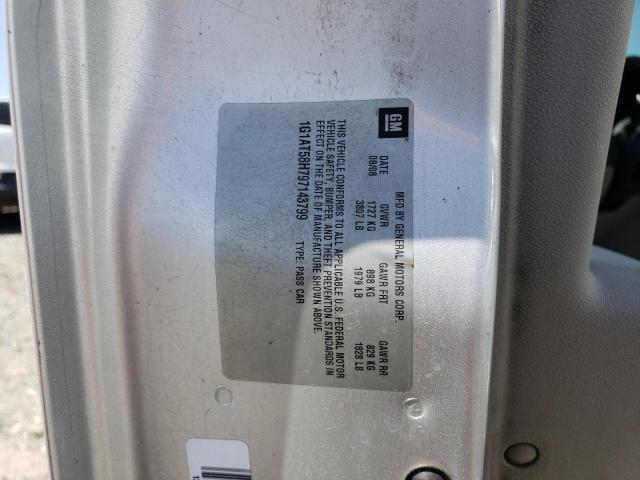 GM
MFD BY GENERAL MOTORS CORP.
DATE GVWR GAWR FRT GAWR RR
08/08 1727 KG 898 KG 829 KG
3807 LB 1979 LB 1828 LB
THIS VEHICLE CONFORMS TO ALL APPLICABLE U.S. FEDERAL MOTOR
VEHICLE SAFETY, BUMPER, AND THEFT PREVENTION STANDARDS IN
EFFECT ON THE DATE OF MANUFACTURE SHOWN ABOVE.
1G1AT58H797143799 TYPE: PASS CAR